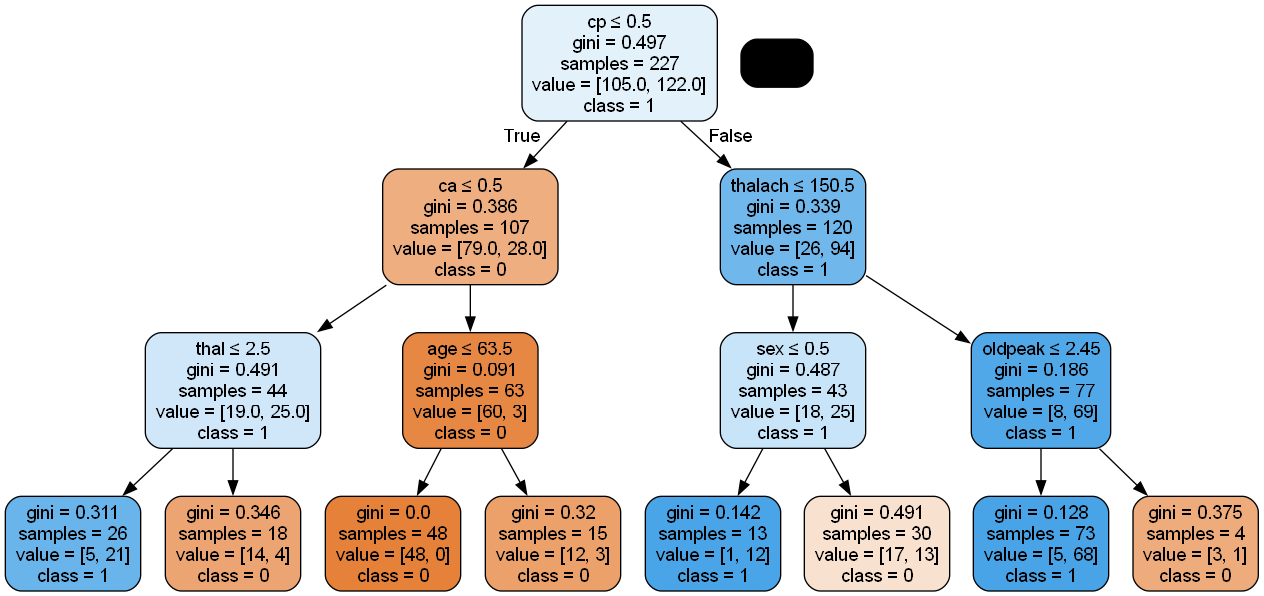 cp ≤ 0.5
gini = 0.497
samples = 227
value = [105.0, 122.0]
class = 1
True
False
ca ≤ 0.5
gini = 0.386
samples = 107
value = [79.0, 28.0]
class = 0
thalach ≤ 150.5
gini = 0.339
samples = 120
value = [26, 94]
class = 1
thal ≤ 2.5
gini = 0.491
samples = 44
value = [19.0, 25.0]
class = 1
age ≤ 63.5
gini = 0.091
samples = 63
value = [60, 3]
class = 0
sex ≤ 0.5
gini = 0.487
samples = 43
value = [18, 25]
class = 1
oldpeak ≤ 2.45
gini = 0.186
samples = 77
value = [8, 69]
class = 1
gini = 0.311
samples = 26
value = [5, 21]
class = 1
gini = 0.346
samples = 18
value = [14, 4]
class = 0
gini = 0.0
samples = 48
value = [48, 0]
class = 0
gini = 0.32
samples = 15
value = [12, 3]
class = 0
gini = 0.142
samples = 13
value = [1, 12]
class = 1
gini = 0.491
samples = 30
value = [17, 13]
class = 0
gini = 0.128
samples = 73
value = [5, 68]
class = 1
gini = 0.375
samples = 4
value = [3, 1]
class = 0